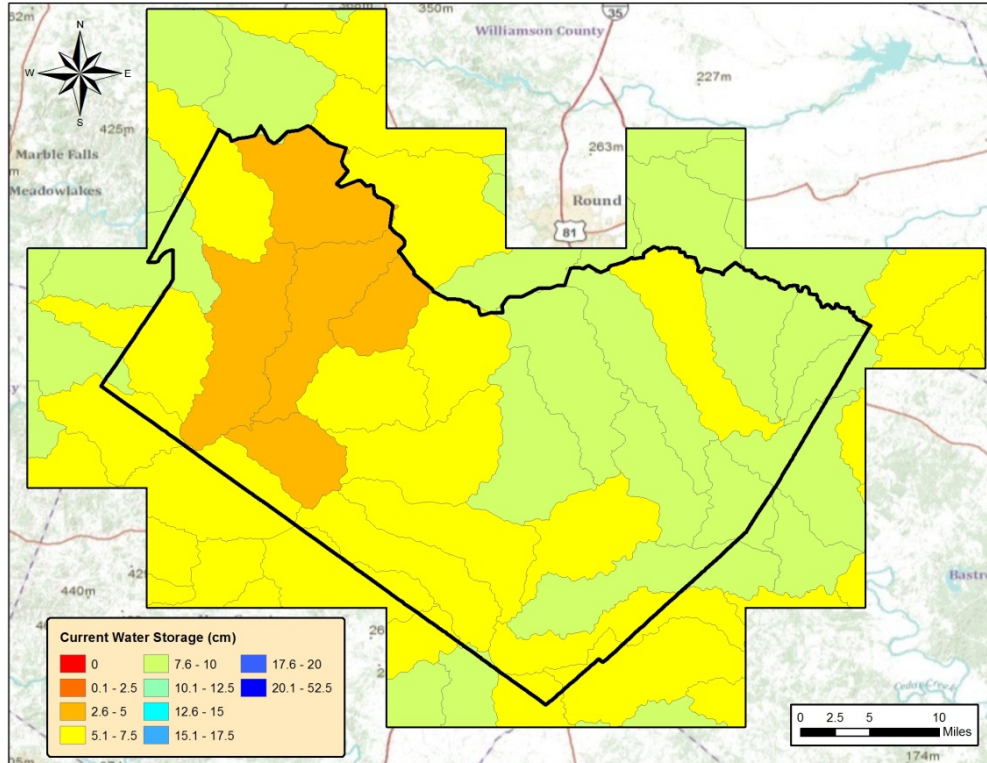 350m
35
Williamson County
N
W E
S
227m
425m
263m
Marble Falls
Meadowlakes
Round
81
429
440m
Bastro
Current Water Storage (cm)
0 7.6 - 10 17.6 - 20
0.1 - 2.5 10.1 - 12.5 20.1 - 52.5
2.6 - 5 12.6 - 15
5.1 - 7.5 15.1 - 17.5
Cedar Creek
0 2.5 5 10
Miles
174m